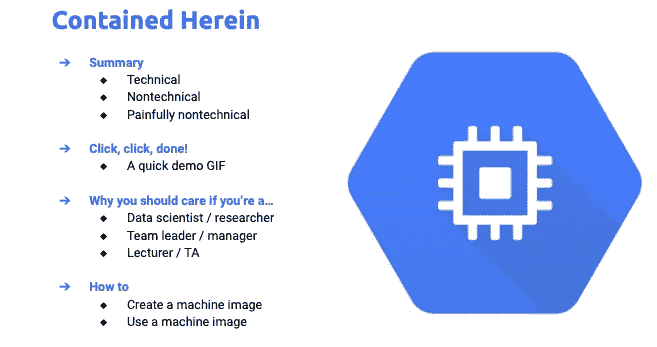 Contained Herein
➔ Summary
◆ Technical
◆ Nontechnical
◆ Painfully nontechnical
➔ Click, click, done!
◆ A quick demo GIF
➔ Why you should care if you're a...
◆ Data scientist / researcher
◆ Team leader / manager
◆ Lecturer / TA
➔ How to
◆ Create a machine image
◆ Use a machine image